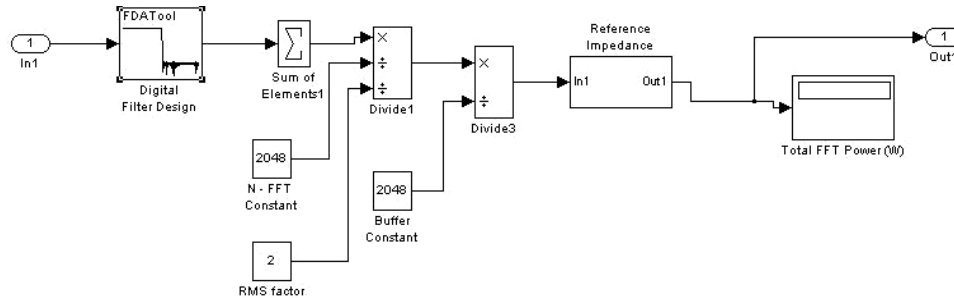 FDATool
1
In1
Digital
Filter Design
Sum of
Elements1
×
÷
÷
Divide1
×
÷
Divide3
Reference
Impedance
In1
Out1
1
Out1
Total FFT Power (W)
2048
N - FFT
Constant
2048
Buffer
Constant
2
RMS factor